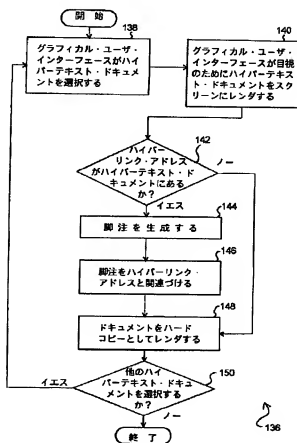 開始
138
グラフィカル・ユーザ・
インターフェースがハイ
パーテキスト・ドキュメ
ントを選択する
140
グラフィカル・ユーザ・
インターフェースが目視
のためにハイパーテキス
ト・ドキュメントをスク
リーンにレンダする
142
ハイパー
リンク・アドレス
がハイパーテキスト・ド
キュメントにある
か?
ノー
イエス
144
脚注を生成する
146
脚注をハイパーリンク・
アドレスと関連づける
148
ドキュメントをハード
コピーとしてレンダする
150
他のハイ
パーテキスト・ドキュ
メントを選択する
か?
イエス
ノー
終了
136